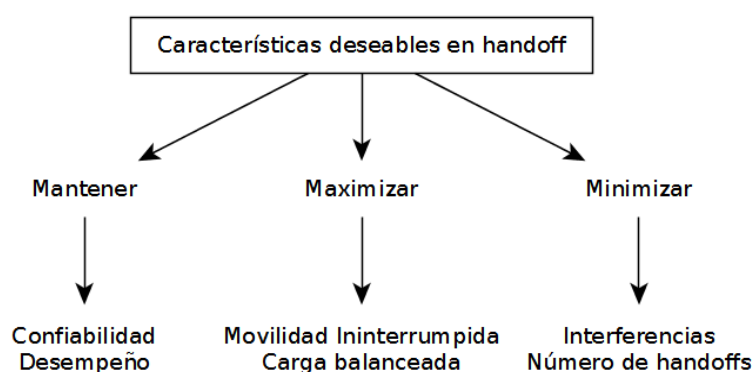 Características deseables en handoff
Mantener
Maximizar
Minimizar
Confiabilidad
Desempeño
Movilidad Ininterrumpida
Carga balanceada
Interferencias
Número de handoffs